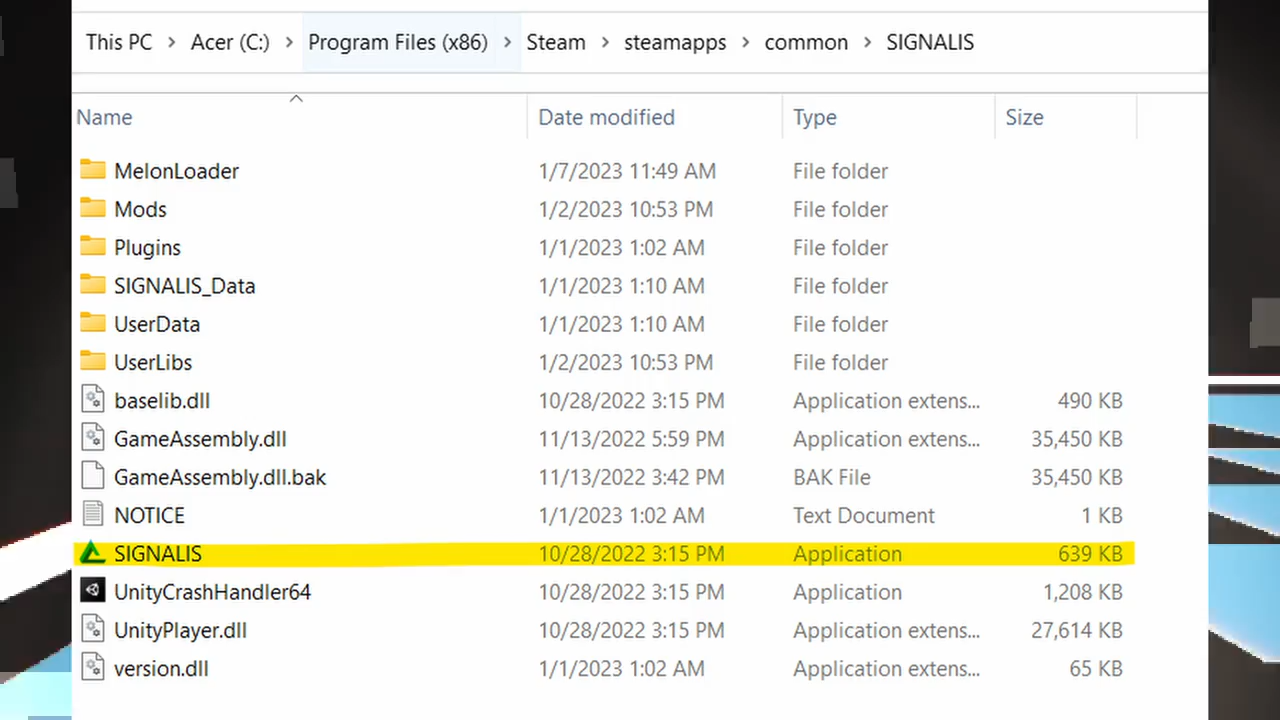 This PC > Acer (C:) > Program Files (x86) > Steam > steamapps > common > SIGNALIS
Name Date modified Type Size
MelonLoader 1/7/2023 11:49 AM File folder
Mods 1/2/2023 10:53 PM File folder
Plugins 1/1/2023 1:02 AM File folder
SIGNALIS_Data 1/1/2023 1:10 AM File folder
UserData 1/1/2023 1:10 AM File folder
UserLibs 1/2/2023 10:53 PM File folder
baselib.dll 10/28/2022 3:15 PM Application extens... 490 KB
GameAssembly.dll 11/13/2022 5:59 PM Application extens... 35,450 KB
GameAssembly.dll.bak 11/13/2022 3:42 PM BAK File 35,450 KB
NOTICE 1/1/2023 1:02 AM Text Document 1 KB
SIGNALIS 10/28/2022 3:15 PM Application 639 KB
UnityCrashHandler64 10/28/2022 3:15 PM Application 1,208 KB
UnityPlayer.dll 10/28/2022 3:15 PM Application extens... 27,614 KB
version.dll 1/1/2023 1:02 AM Application extens... 65 KB